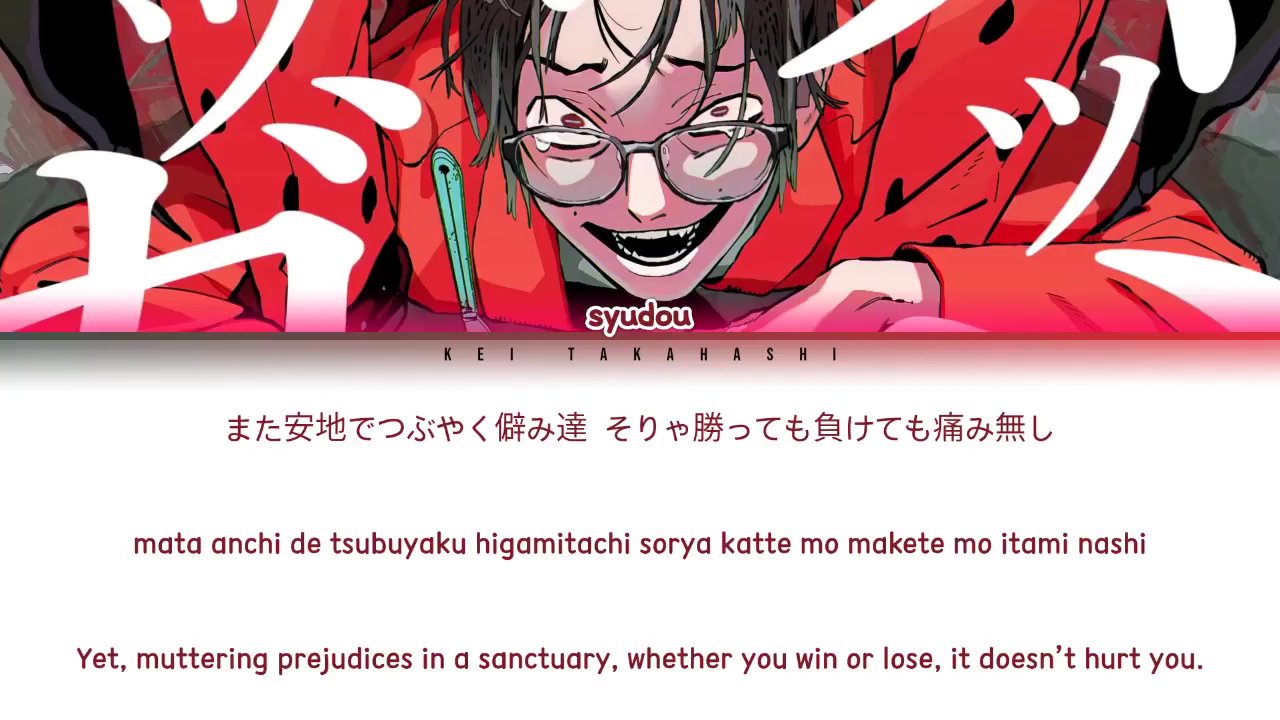 syudou
KEI TAKAHASHI
また安地でつぶやく僻み達 そりゃ勝っても負けても痛み無し
mata anchi de tsubuyaku higamitachi sorya katte mo makete mo itami nashi
Yet, muttering prejudices in a sanctuary, whether you win or lose, it doesn't hurt you.